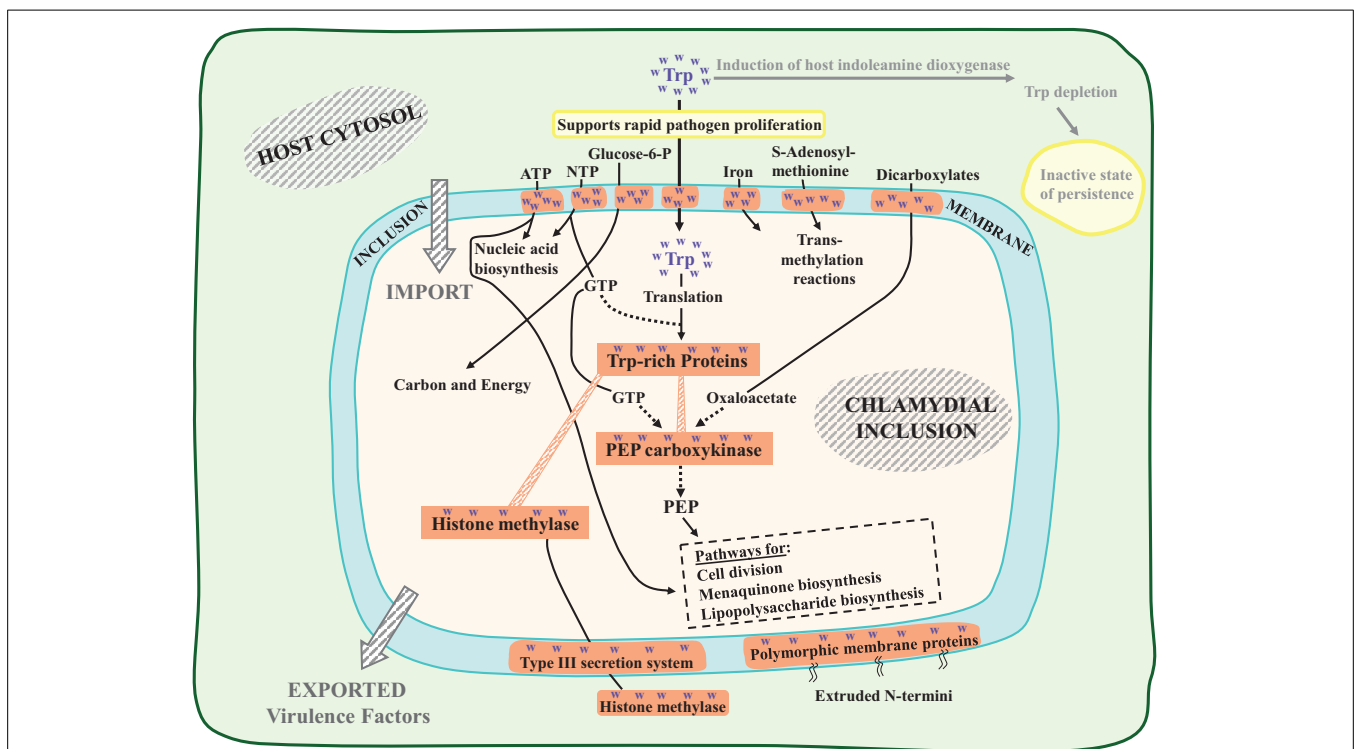 Trp
Induction of host indoleamine dioxygenase
Trp depletion
Inactive state
of persistence
HOST CYTOSOL
Supports rapid pathogen proliferation
ATP
NTP
Glucose-6-P
Iron
S-Adenosyl-
methionine
Dicarboxylates
w w w w w
w w w w w
w w w w w
w w w w
w w w w
w w w w w
w w w w w
INCLUSION
MEMBRANE
IMPORT
Nucleic acid
biosynthesis
Trp
Trans-
methylation
reactions
GTP
Translation
w w w w w w
Trp-rich Proteins
Carbon and Energy
GTP
Oxaloacetate
CHLAMYDIAL
INCLUSION
w w w w w w
PEP carboxykinase
PEP
w w w w w
Histone methylase
Pathways for:
Cell division
Menaquinone biosynthesis
Lipopolysaccharide biosynthesis
w w w w w w
Type III secretion system
w w w w w w w
Polymorphic membrane proteins
Extruded N-termini
w w w w w
Histone methylase
EXPORTED
Virulence Factors